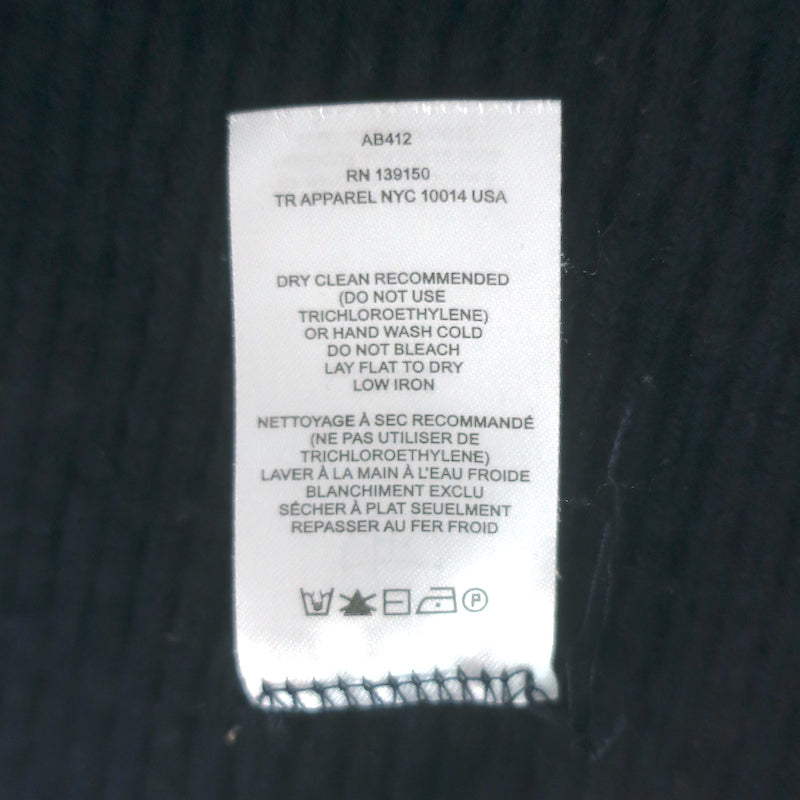 AB412
RN 139150
TR APPAREL NYC 10014 USA
DRY CLEAN RECOMMENDED
(DO NOT USE
TRICHLOROETHYLENE)
OR HAND WASH COLD
DO NOT BLEACH
LAY FLAT TO DRY
LOW IRON
NETTOYAGE À SEC RECOMMANDÉ
(NE PAS UTILISER DE
TRICHLOROETHYLENE)
LAVER À LA MAIN À L'EAU FROIDE
BLANCHIMENT EXCLU
SÉCHER À PLAT SEUELMENT
REPASSER AU FER FROID
P